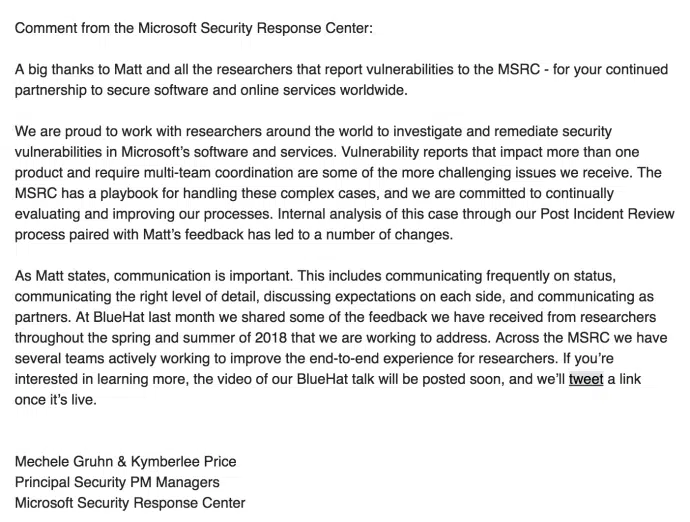 Comment from the Microsoft Security Response Center:
A big thanks to Matt and all the researchers that report vulnerabilities to the MSRC - for your continued
partnership to secure software and online services worldwide.
We are proud to work with researchers around the world to investigate and remediate security
vulnerabilities in Microsoft's software and services. Vulnerability reports that impact more than one
product and require multi-team coordination are some of the more challenging issues we receive. The
MSRC has a playbook for handling these complex cases, and we are committed to continually
evaluating and improving our processes. Internal analysis of this case through our Post Incident Review
process paired with Matt's feedback has led to a number of changes.
As Matt states, communication is important. This includes communicating frequently on status,
communicating the right level of detail, discussing expectations on each side, and communicating as
partners. At BlueHat last month we shared some of the feedback we have received from researchers
throughout the spring and summer of 2018 that we are working to address. Across the MSRC we have
several teams actively working to improve the end-to-end experience for researchers. If you're
interested in learning more, the video of our BlueHat talk will be posted soon, and we'll tweet a link
once it's live.
Mechele Gruhn & Kymberlee Price
Principal Security PM Managers
Microsoft Security Response Center